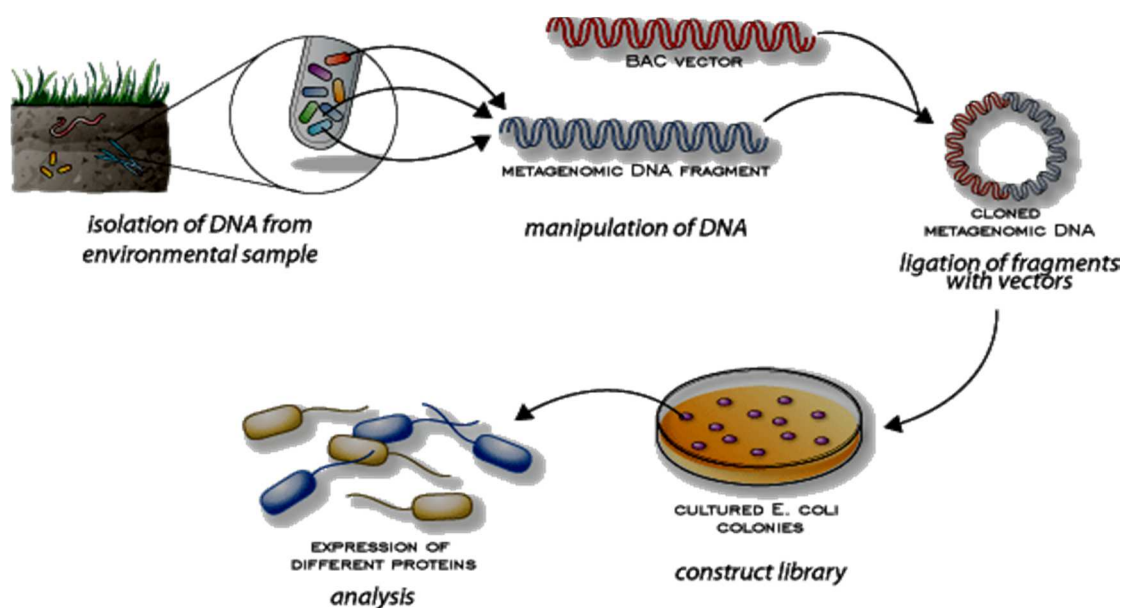 BAC VECTOR
METAGENOMIC DNA FRAGMENT
CLONED
METAGENOMIC DNA
isolation of DNA from
environmental sample
manipulation of DNA
ligation of fragments
with vectors
EXPRESSION OF
DIFFERENT PROTEINS
analysis
CULTURED E. COLI
COLONIES
construct library